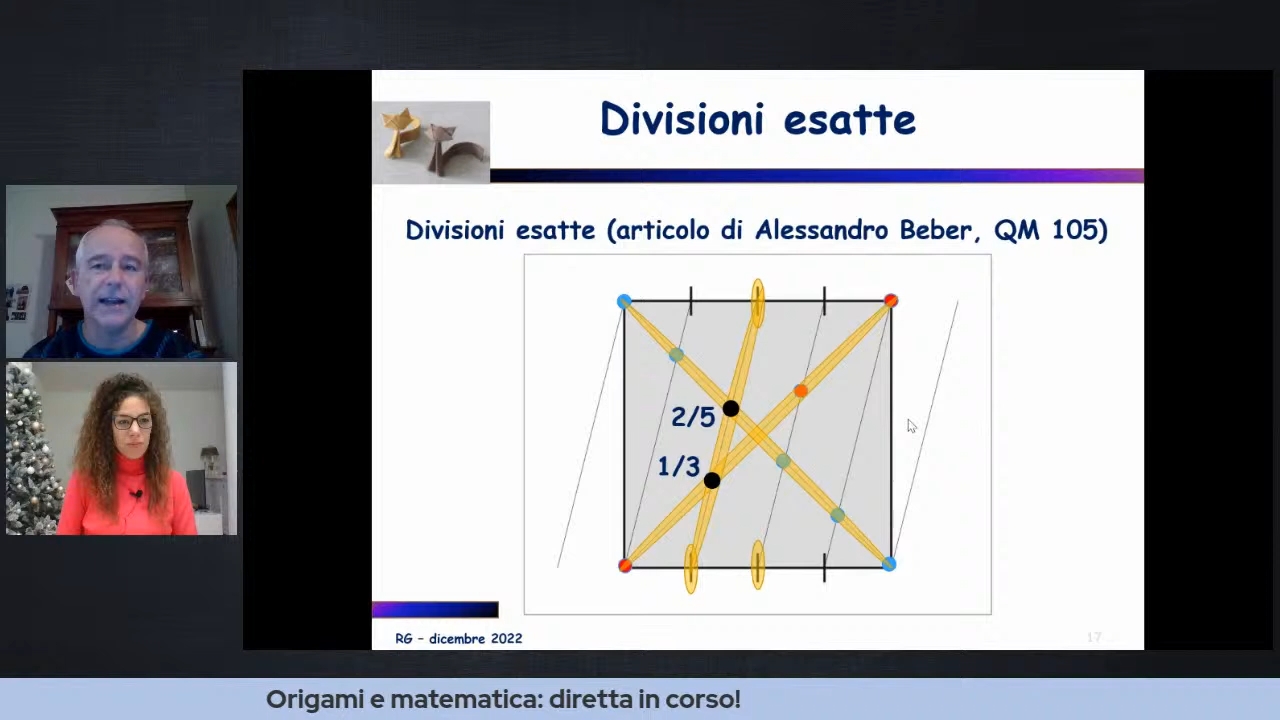 Divisioni esatte
Divisioni esatte (articolo di Alessandro Beber, QM 105)
2/5
1/3
RG - dicembre 2022
17
Origami e matematica: diretta in corso!